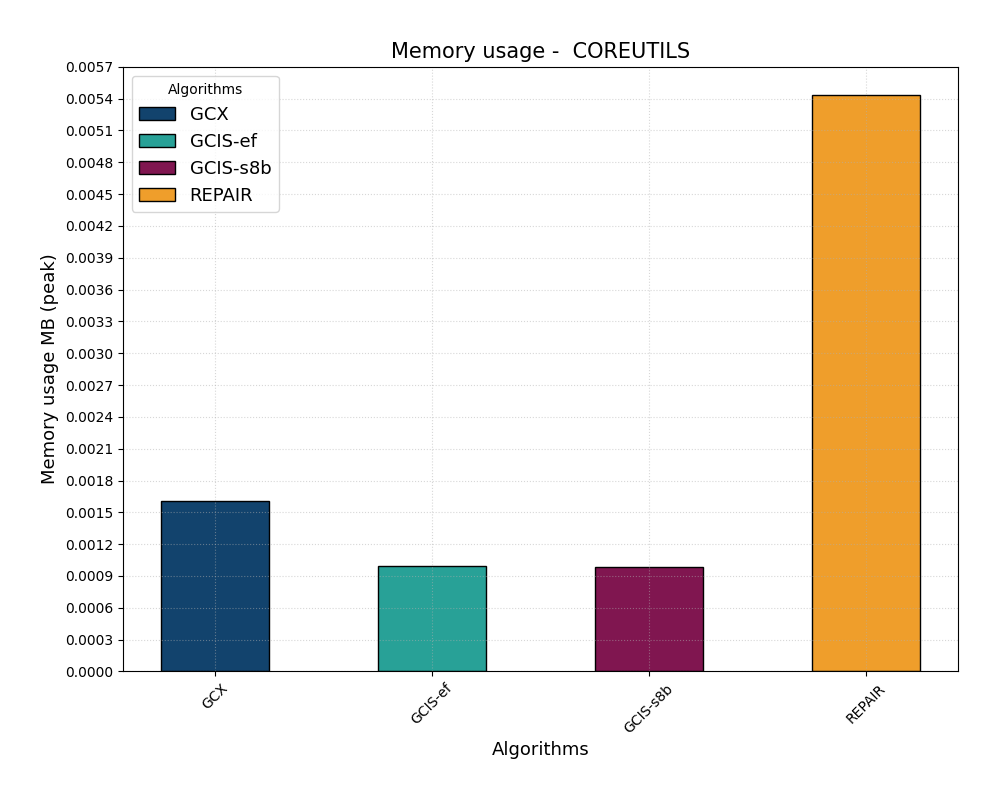 Memory usage -  COREUTILS
0.0057
0.0054
0.0051
0.0048
0.0045
0.0042
0.0039
0.0036
0.0033
0.0030
0.0027
0.0024
0.0021
0.0018
0.0015
0.0012
0.0009
0.0006
0.0003
0.0000
Memory usage MB (peak)
Algorithms
GCX
GCIS-ef
GCIS-s8b
REPAIR
GCX
GCIS-ef
GCIS-s8b
REPAIR
Algorithms